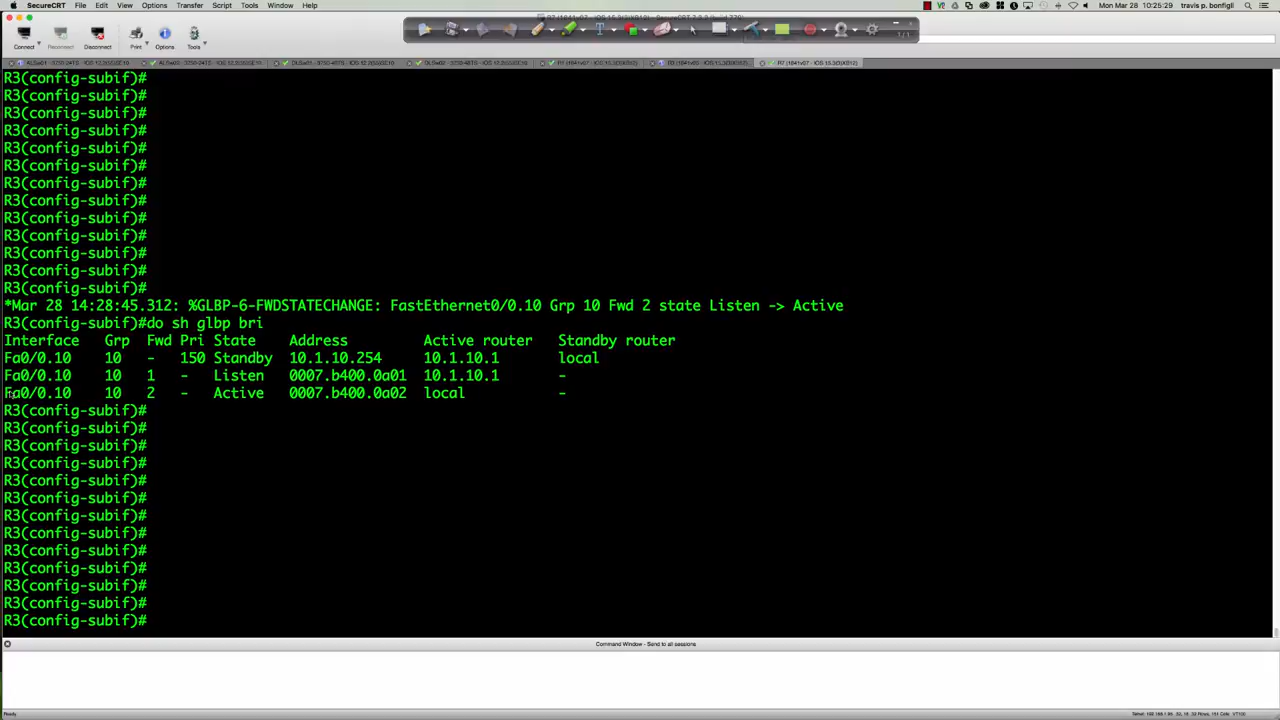 SecureCRT File Edit View Options Transfer Script Tools Window Help Mon Mar 28 10:25:29 travis p. bonfigli
Connect Reconnect Disconnect Print Options Tools
1/1
R3(config-subif)#
R3(config-subif)#
R3(config-subif)#
R3(config-subif)#
R3(config-subif)#
R3(config-subif)#
R3(config-subif)#
R3(config-subif)#
R3(config-subif)#
R3(config-subif)#
R3(config-subif)#
R3(config-subif)#
R3(config-subif)#
*Mar 28 14:28:45.312: %GLBP-6-FWDSTATECHANGE: FastEthernet0/0.10 Grp 10 Fwd 2 state Listen -> Active
R3(config-subif)#do sh glbp bri
Interface Grp Fwd Pri State Address Active router Standby router
Fa0/0.10 10 - 150 Standby 10.1.10.254 10.1.10.1 local
Fa0/0.10 10 1 - Listen 0007.b400.0a01 10.1.10.1 -
Fa0/0.10 10 2 - Active 0007.b400.0a02 local -
R3(config-subif)#
R3(config-subif)#
R3(config-subif)#
R3(config-subif)#
R3(config-subif)#
R3(config-subif)#
R3(config-subif)#
R3(config-subif)#
R3(config-subif)#
R3(config-subif)#
R3(config-subif)#
R3(config-subif)#
R3(config-subif)#
Command Window - Send to all sessions
Ready